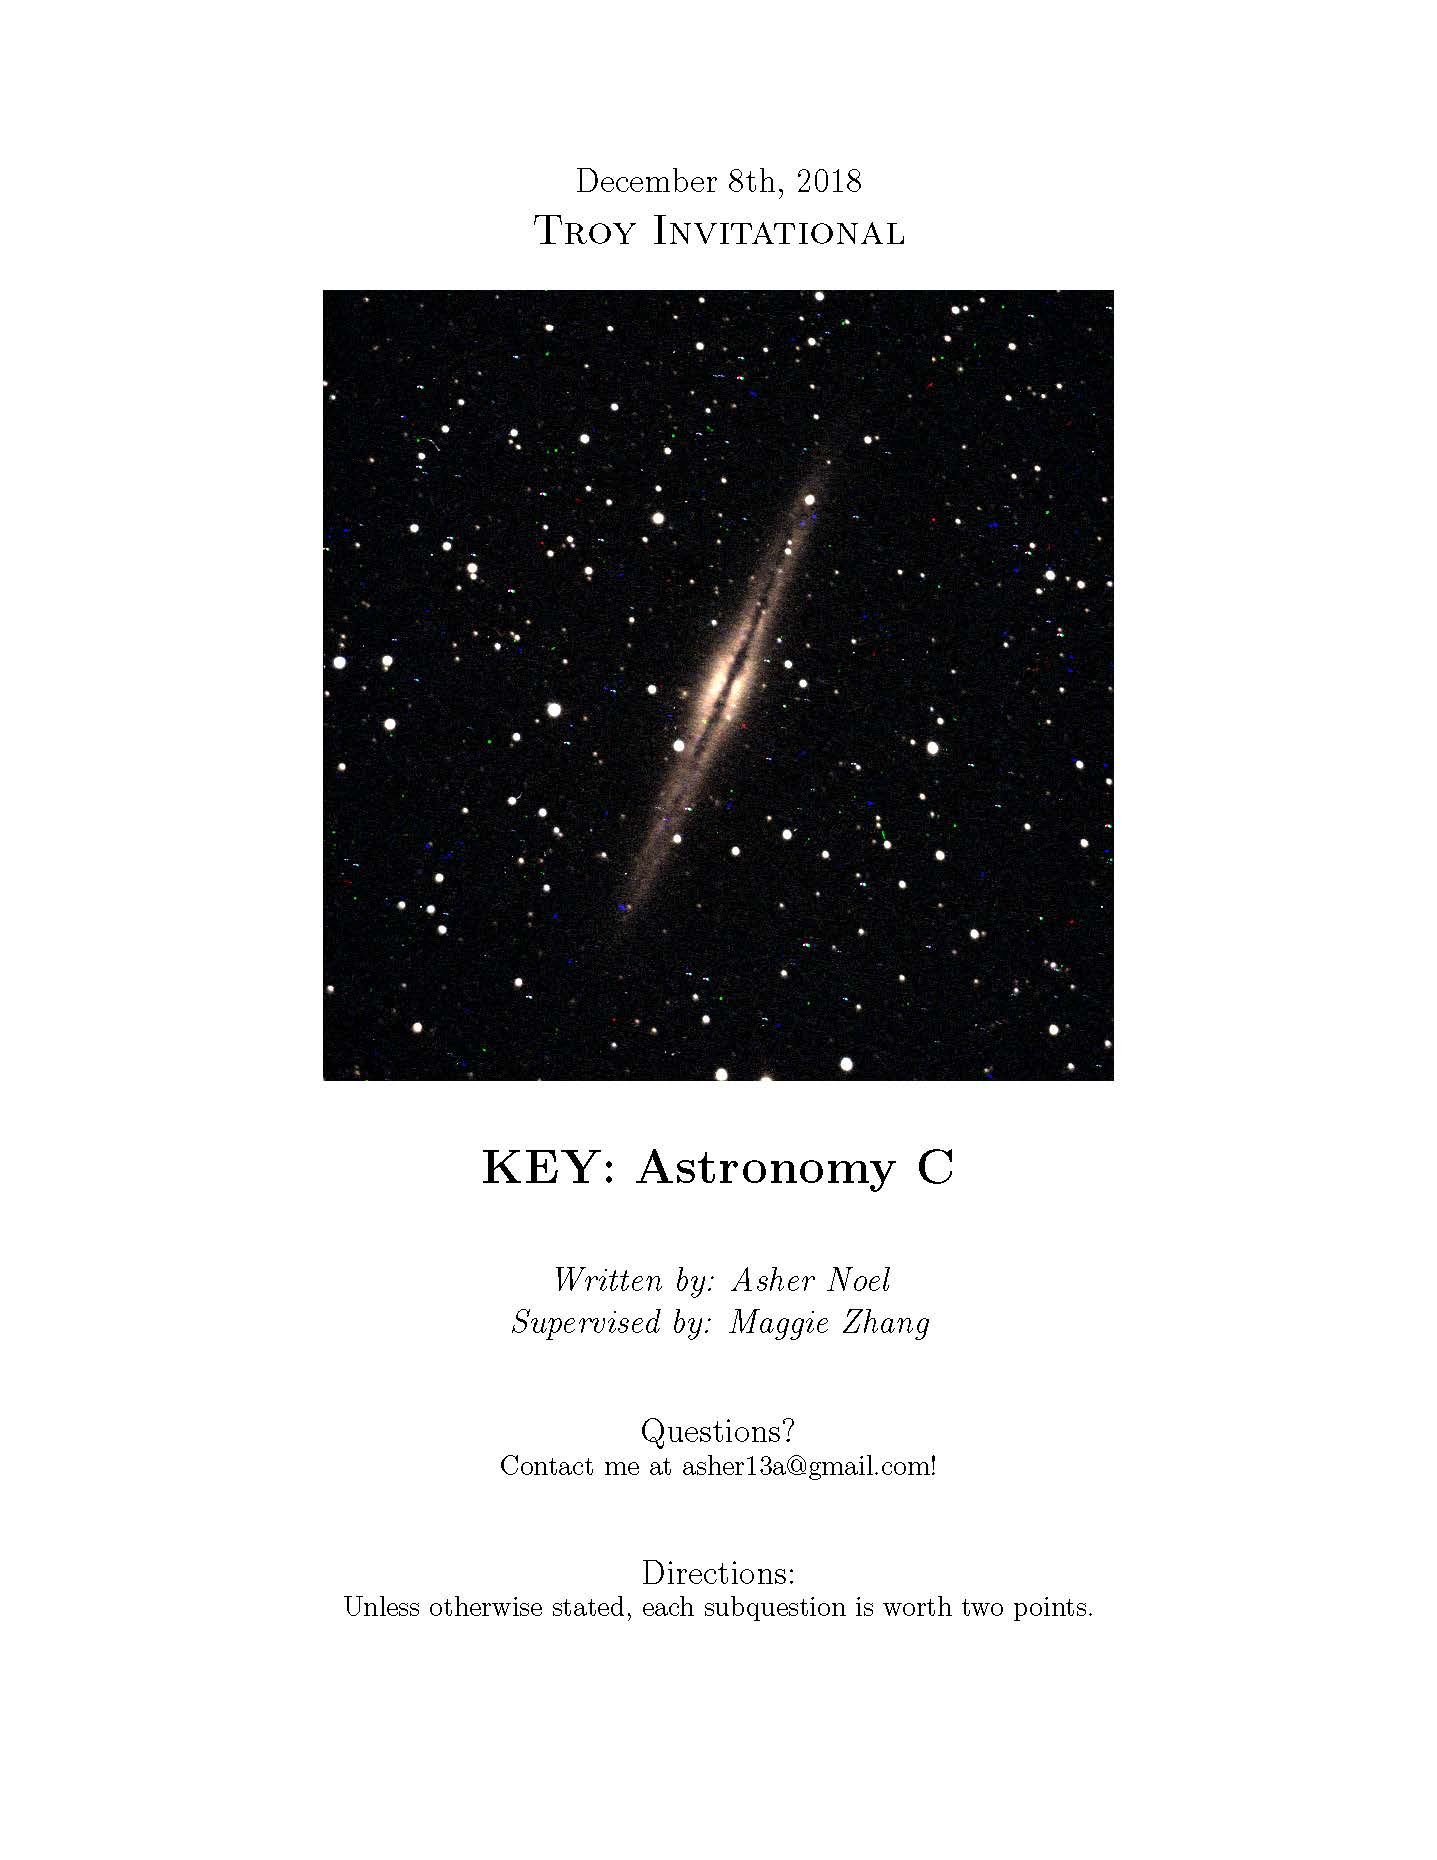 December 8th, 2018
Troy Invitational
KEY: Astronomy C
Written by: Asher Noel
Supervised by: Maggie Zhang
Questions?
Contact me at asher13a@gmail.com!
Directions:
Unless otherwise stated, each subquestion is worth two points.